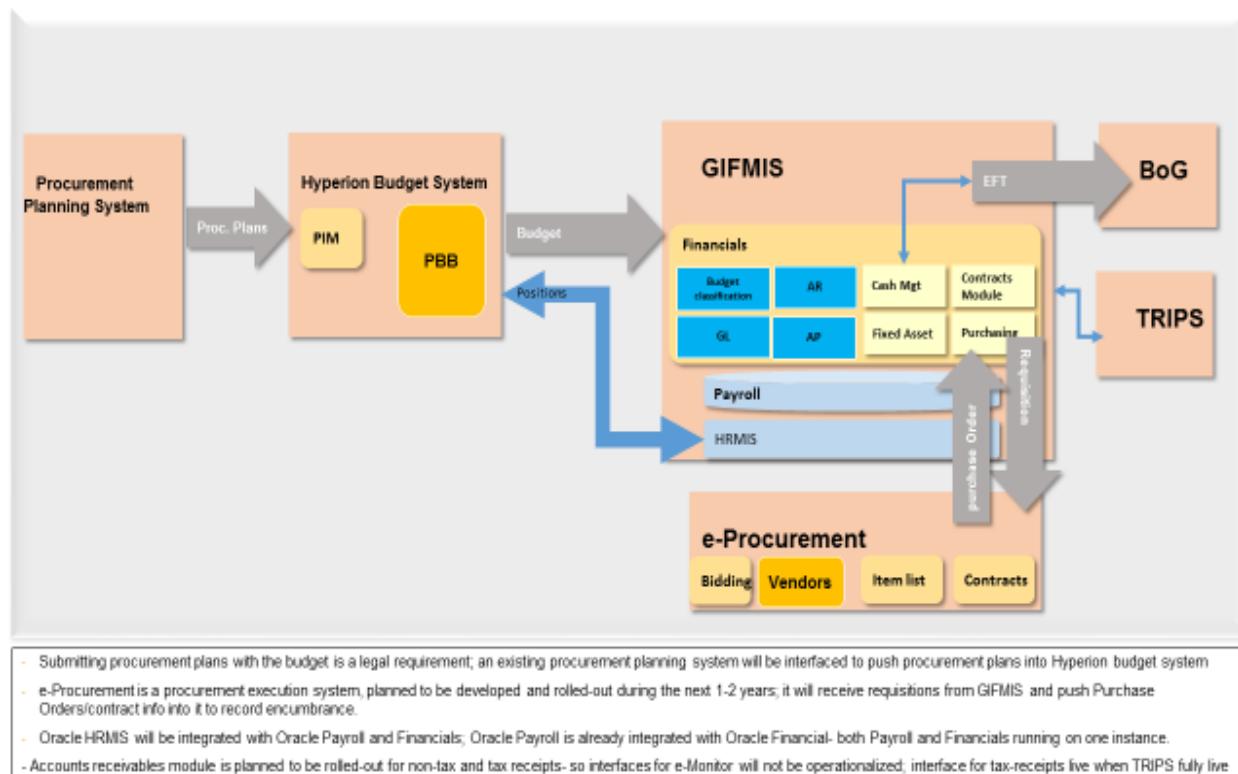 Procurement
Planning System
Proc. Plans
Hyperion Budget System
PIM
PBB
Budget
Positions
GIFMIS
EFT
BoG
Financials
Budget
classification
AR
Cash Mgt
Contracts
Module
GL
AP
Fixed Asset
Purchasing
TRIPS
Payroll
HRMIS
purchase Order
Requisition
e-Procurement
Bidding
Vendors
Item list
Contracts
- Submitting procurement plans with the budget is a legal requirement; an existing procurement planning system will be interfaced to push procurement plans into Hyperion budget system
- e-Procurement is a procurement execution system, planned to be developed and rolled-out during the next 1-2 years; it will receive requisitions from GIFMIS and push Purchase
Orders/contract info into it to record encumbrance.
- Oracle HRMIS will be integrated with Oracle Payroll and Financials; Oracle Payroll is already integrated with Oracle Financial- both Payroll and Financials running on one instance.
- Accounts receivables module is planned to be rolled-out for non-tax and tax receipts- so interfaces for e-Monitor will not be operationalized; interface for tax-receipts live when TRIPS fully live